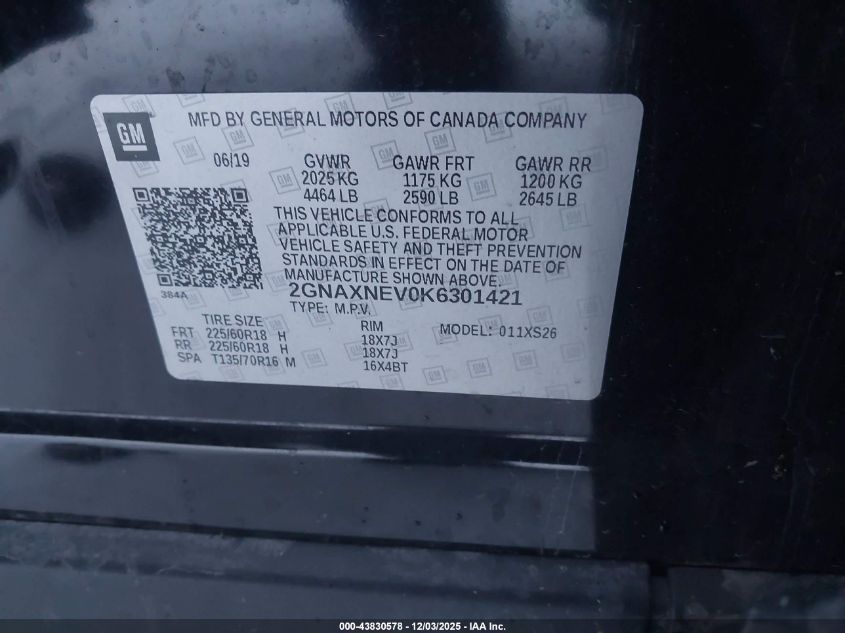 GM
MFD BY GENERAL MOTORS OF CANADA COMPANY
06/19 GVWR GAWR FRT GAWR RR
2025 KG 1175 KG 1200 KG
4464 LB 2590 LB 2645 LB
THIS VEHICLE CONFORMS TO ALL
APPLICABLE U.S. FEDERAL MOTOR
VEHICLE SAFETY AND THEFT PREVENTION
STANDARDS IN EFFECT ON THE DATE OF
MANUFACTURE SHOWN ABOVE.
384A
2GNAXNEV0K6301421
TYPE: M.P.V.
TIRE SIZE RIM MODEL: 011XS26
FRT 225/60R18 H 18X7J
RR 225/60R18 H 18X7J
SPA T135/70R16 M 16X4BT
000-43830578 - 12/03/2025 - IAA Inc.